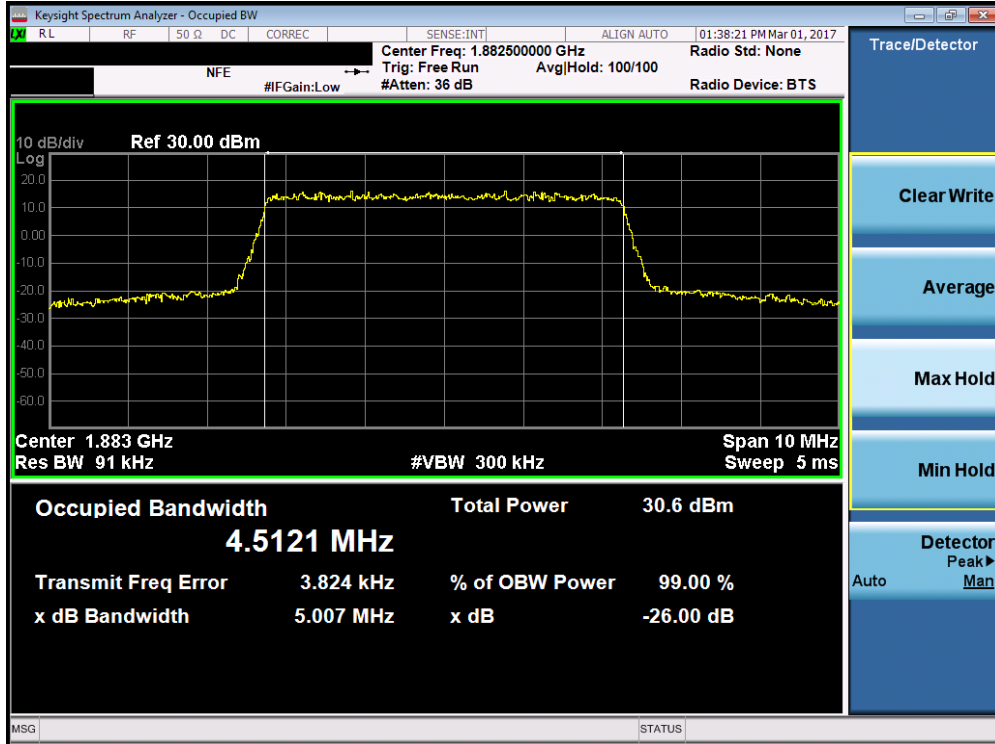 Keysight Spectrum Analyzer - Occupied BW
LXI RL RF 50 Ω DC CORREC SENSE:INT ALIGN AUTO 01:38:21 PM Mar 01, 2017
Center Freq: 1.882500000 GHz Radio Std: None
NFE Trig: Free Run Avg|Hold: 100/100
#IFGain:Low #Atten: 36 dB Radio Device: BTS
10 dB/div Ref 30.00 dBm
Log
20.0
10.0
0.00
-10.0
-20.0
-30.0
-40.0
-50.0
-60.0
Center 1.883 GHz Span 10 MHz
Res BW 91 kHz #VBW 300 kHz Sweep 5 ms
Occupied Bandwidth Total Power 30.6 dBm
4.5121 MHz
Transmit Freq Error 3.824 kHz % of OBW Power 99.00 %
x dB Bandwidth 5.007 MHz x dB -26.00 dB
MSG STATUS
Trace/Detector
Clear Write
Average
Max Hold
Min Hold
Detector
Peak▶
Auto Man